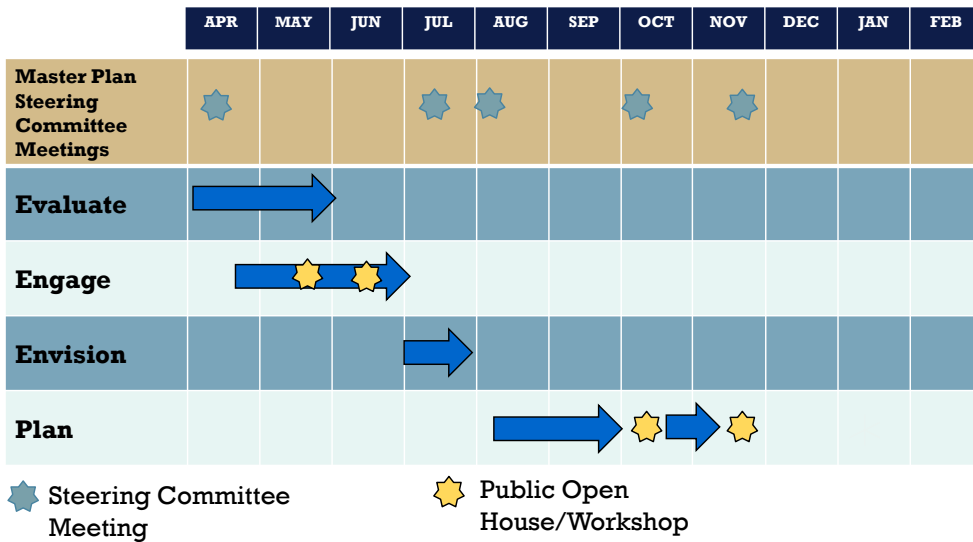 APR MAY JUN JUL AUG SEP OCT NOV DEC JAN FEB
Master Plan
Steering
Committee
Meetings
Evaluate
Engage
Envision
Plan
Steering Committee
Meeting
Public Open
House/Workshop